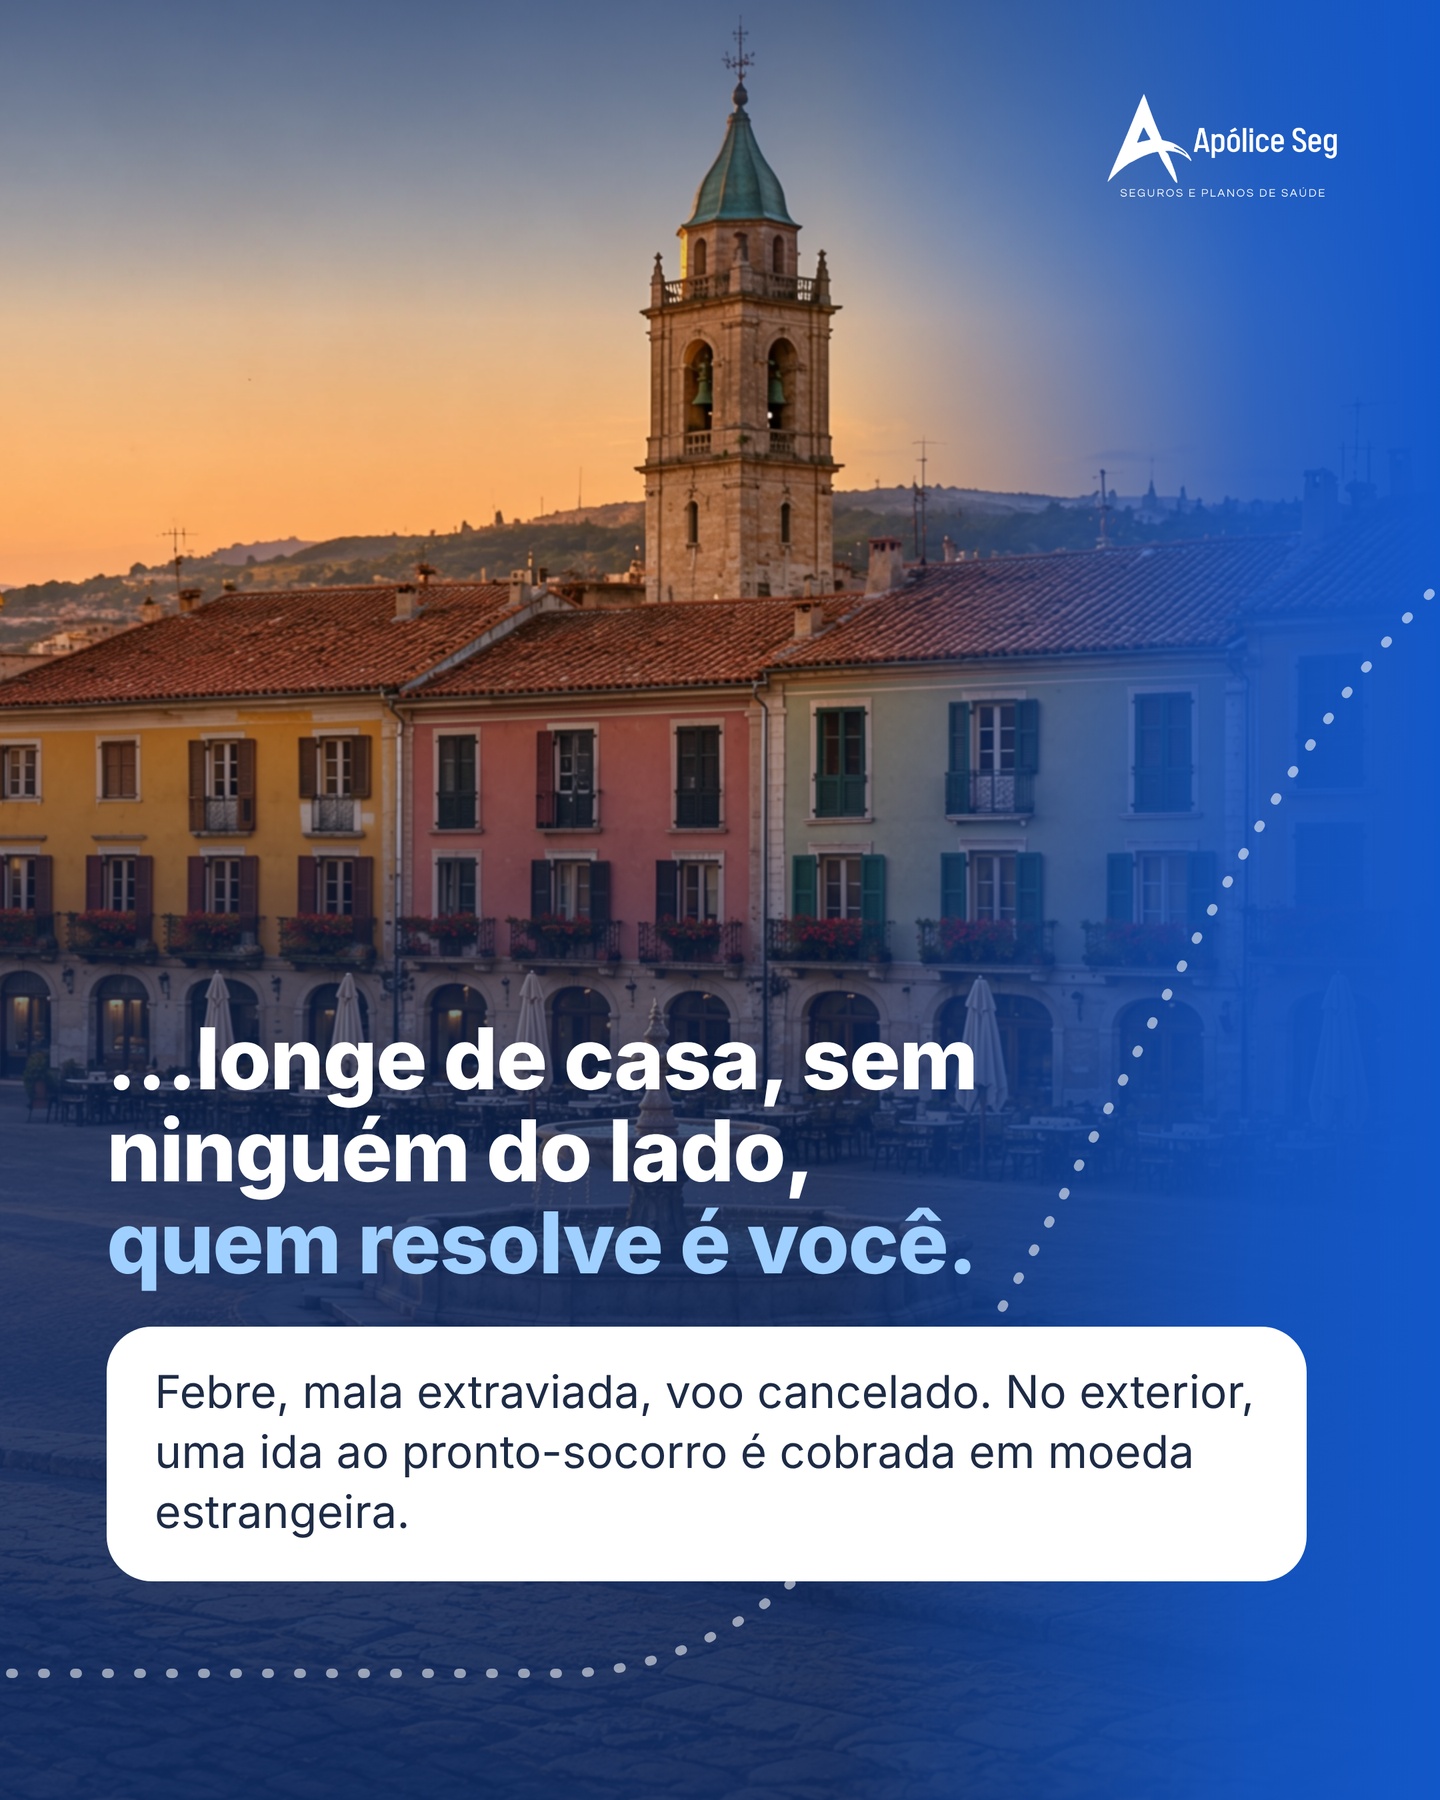 Apólice Seg
SEGUROS E PLANOS DE SAÚDE
...longe de casa, sem
ninguém do lado,
quem resolve é você.
Febre, mala extraviada, voo cancelado. No exterior,
uma ida ao pronto-socorro é cobrada em moeda
estrangeira.